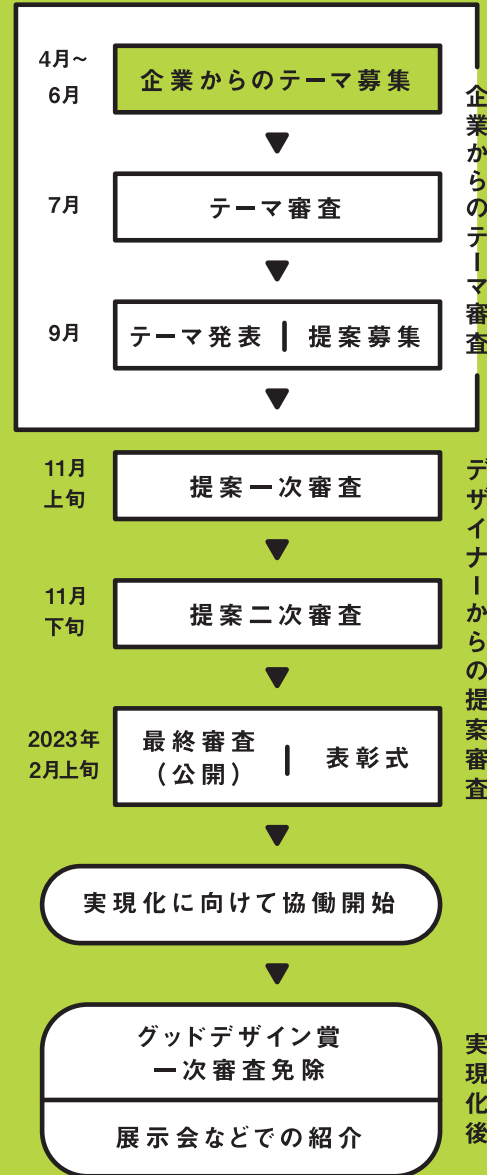 4月~
6月
企業からのテーマ募集
7月
テーマ審査
9月
テーマ発表 | 提案募集
企業からのテーマ審査
11月
上旬
提案一次審査
11月
下旬
提案二次審査
2023年
2月上旬
最終審査
(公開)
| 表彰式
デザイナーからの提案審査
実現化に向けて協働開始
グッドデザイン賞
一次審査免除
展示会などでの紹介
実現化後